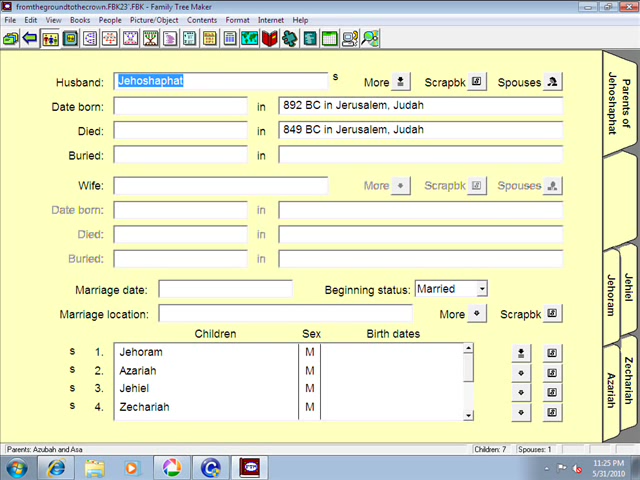 fromthegroundtothecrown.FBK23'.FBK - Family Tree Maker
File Edit View People Picture/Object Contents Format Internet Help
Husband: Jehoshaphat s More Scrapbk Spouses
Date born: in 892 BC in Jerusalem, Judah
Died: in 849 BC in Jerusalem, Judah
Buried: in
Wife: More Scrapbk Spouses
Date born: in
Died: in
Buried: in
Marriage date: Beginning status: Married
Marriage location: More Scrapbk
Children Sex Birth dates
s 1. Jehoram M
s 2. Azariah M
s 3. Jehiel M
s 4. Zechariah M
Parents of
Jehoshaphat
Jehoram
Jehiel
Azariah
Zechariah
Parents: Azubah and Asa Children: 7 Spouses: 1
11:25 PM
5/31/2010